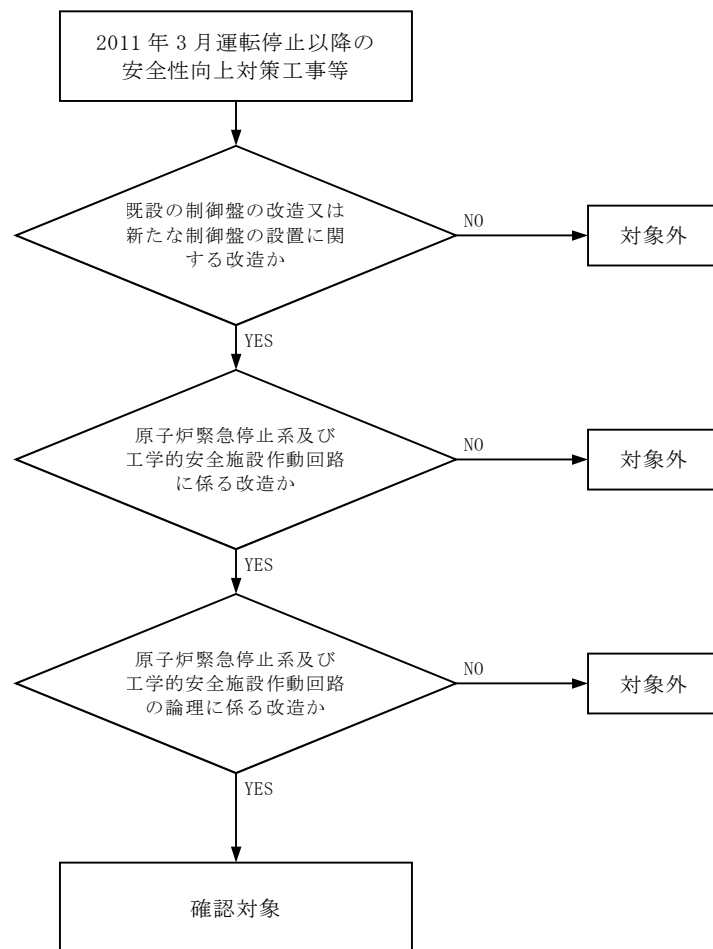 2011 年 3 月運転停止以降の
安全性向上対策工事等
既設の制御盤の改造又は
新たな制御盤の設置に関
する改造か
NO
対象外
YES
原子炉緊急停止系及び
工学的安全施設作動回路
に係る改造か
NO
対象外
YES
原子炉緊急停止系及び
工学的安全施設作動回路
の論理に係る改造か
NO
対象外
YES
確認対象